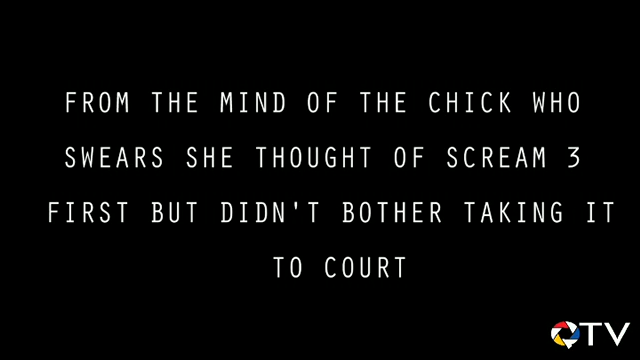 FROM THE MIND OF THE CHICK WHO
SWEARS SHE THOUGHT OF SCREAM 3
FIRST BUT DIDN'T BOTHER TAKING IT
TO COURT
OTV